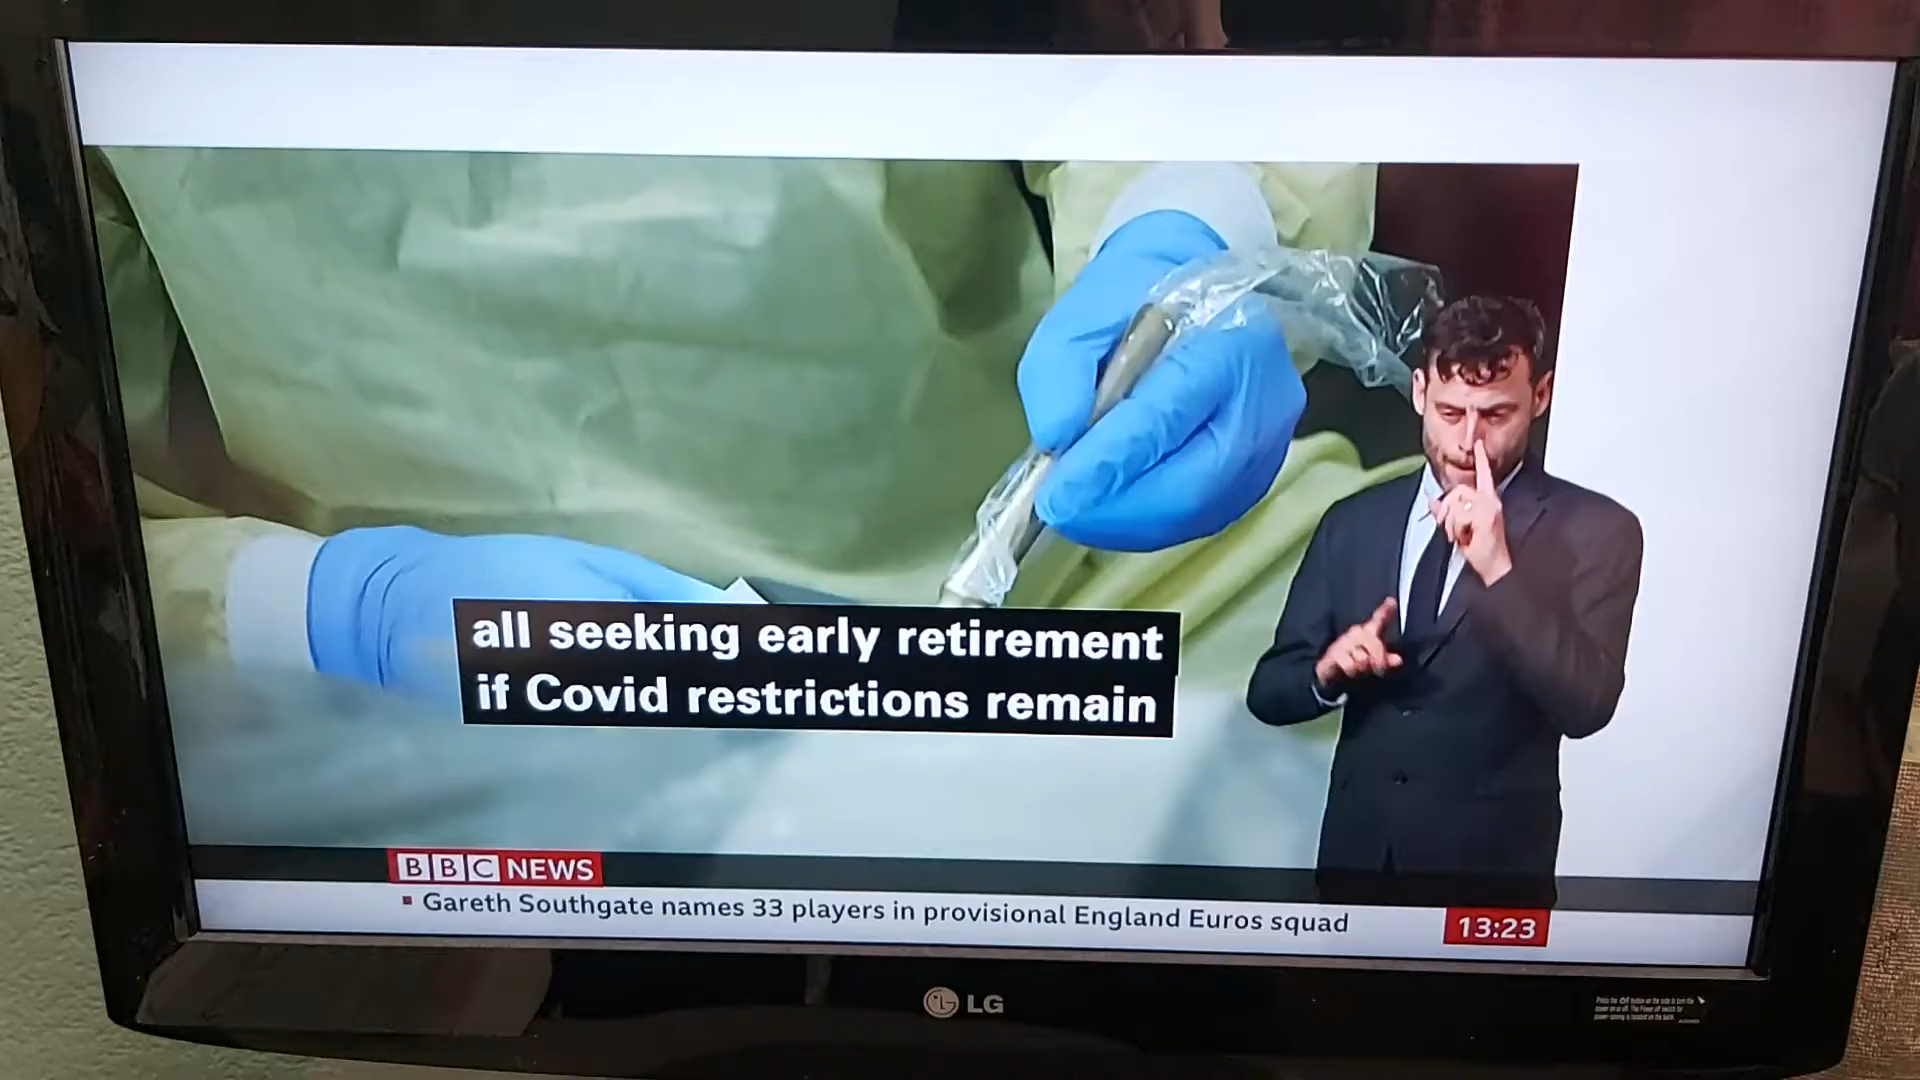 all seeking early retirement
if Covid restrictions remain
BBC NEWS
Gareth Southgate names 33 players in provisional England Euros squad
13:23
LG